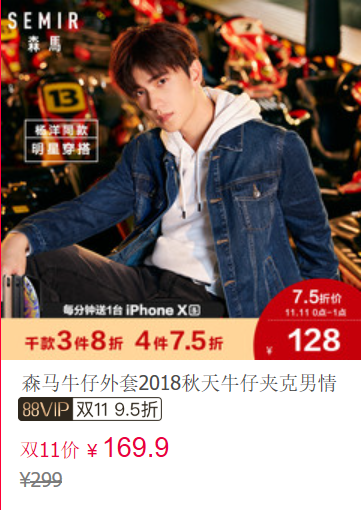 SEMIR
森馬
13
杨洋同款
明星穿搭
每分钟送1台 iPhone XS
千款3件8折 4件7.5折
7.5折价
11.11 0点-1点
¥ 128
森马牛仔外套2018秋天牛仔夹克男情
88VIP 双11 9.5折
双11价 ¥ 169.9
¥299